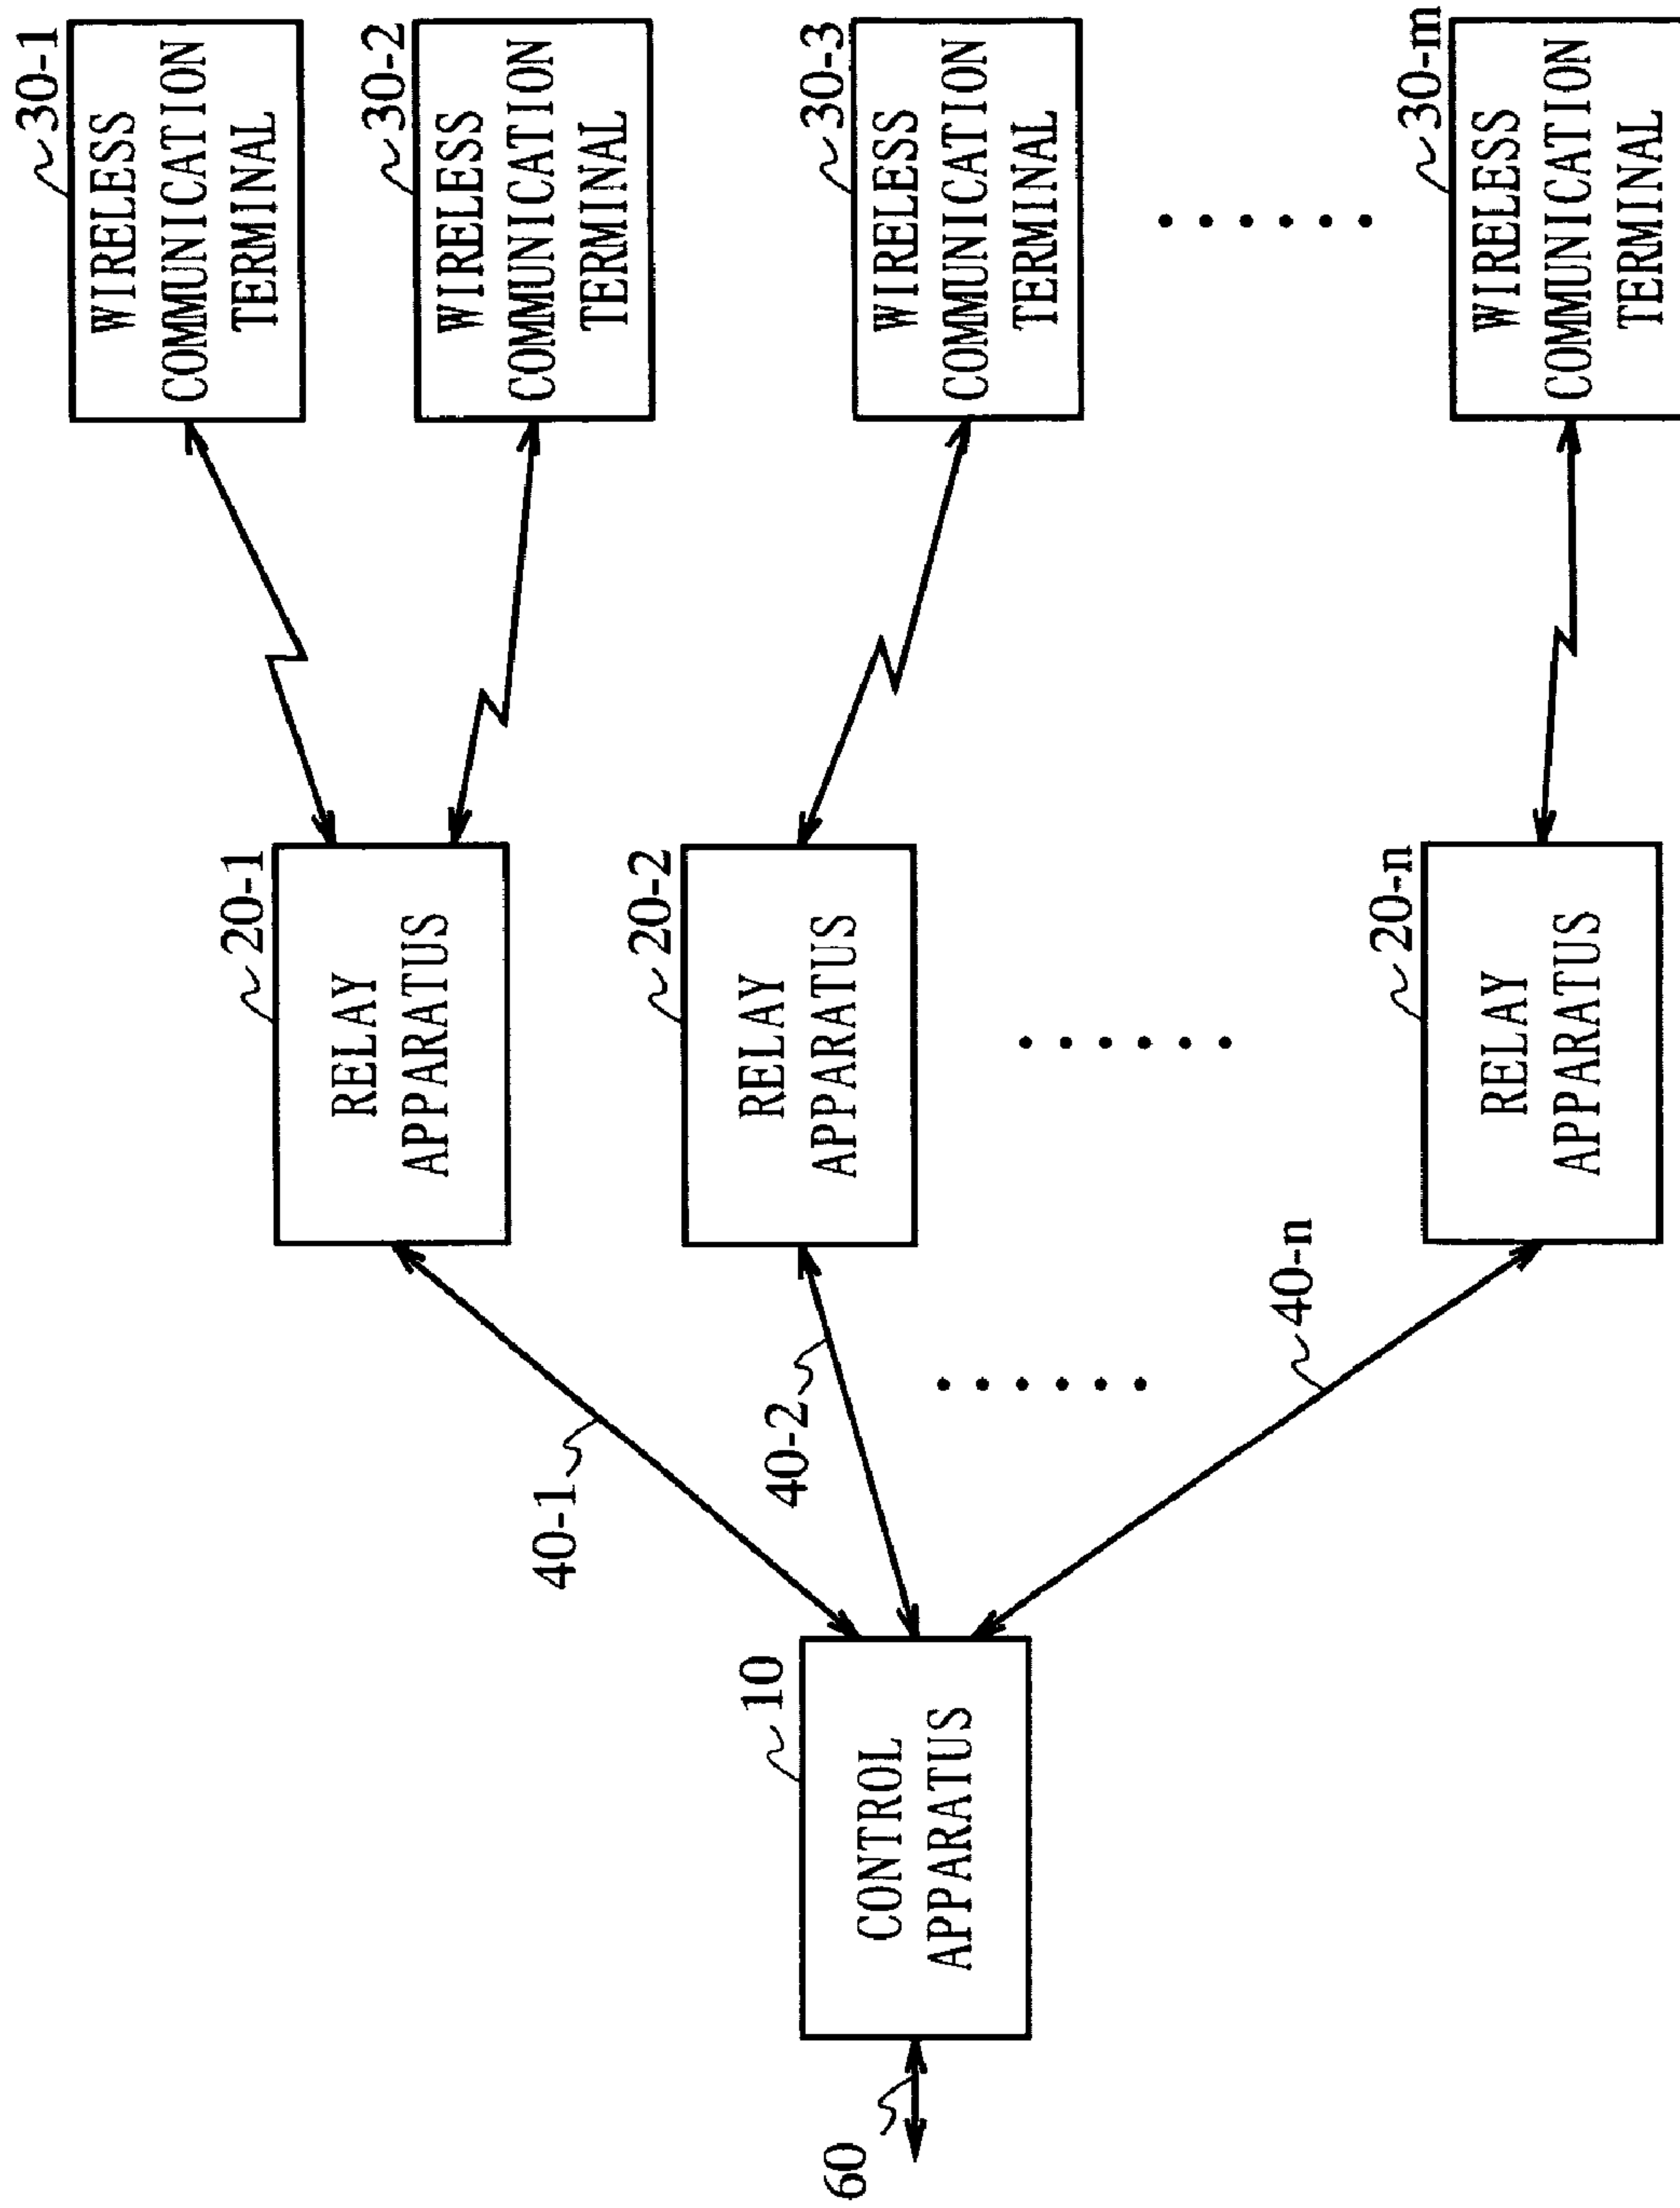 30-1
WIRELESS
COMMUNICATION
TERMINAL
30-2
WIRELESS
COMMUNICATION
TERMINAL
30-3
WIRELESS
COMMUNICATION
TERMINAL
30-m
WIRELESS
COMMUNICATION
TERMINAL
20-1
RELAY
APPARATUS
20-2
RELAY
APPARATUS
20-n
RELAY
APPARATUS
40-1
40-2
40-n
10
CONTROL
APPARATUS
60